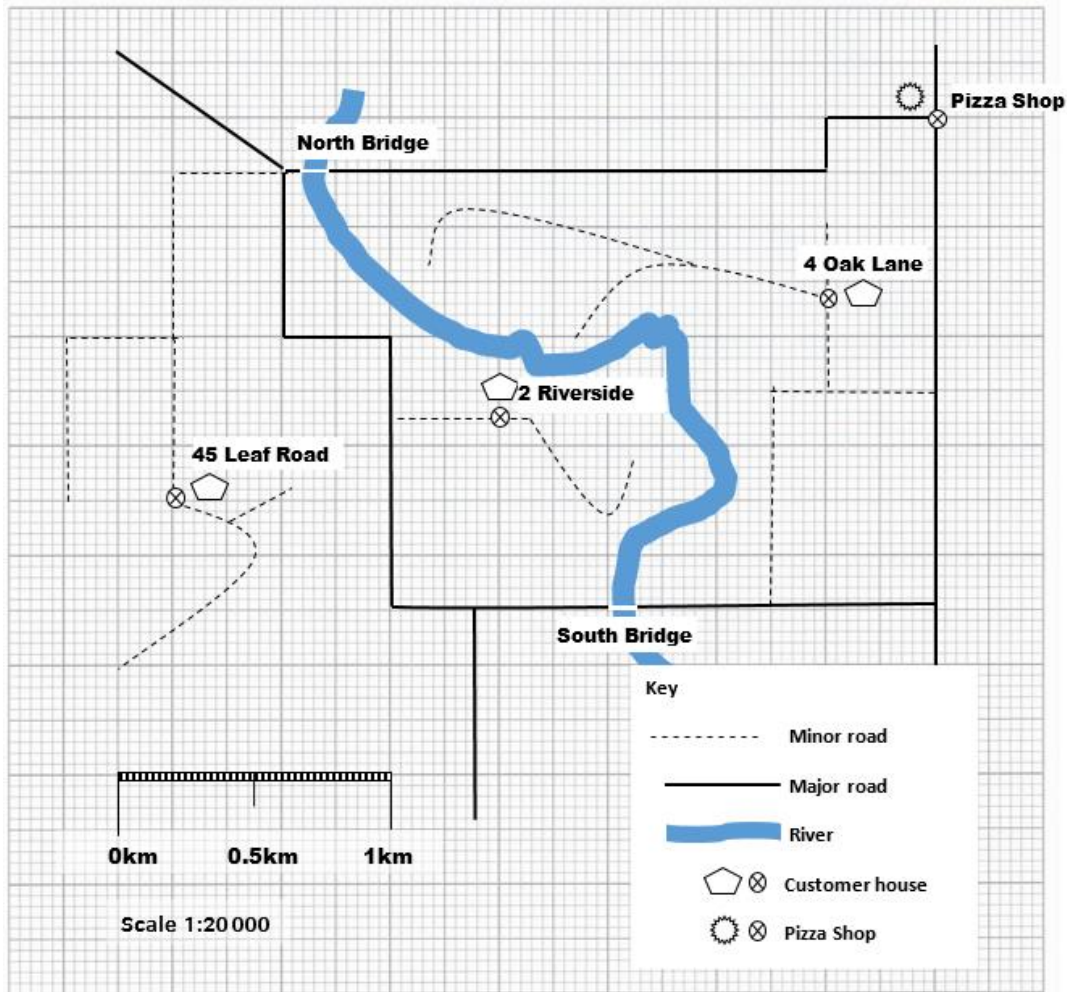 Pizza Shop
North Bridge
4 Oak Lane
2 Riverside
45 Leaf Road
South Bridge
Key
Minor road
Major road
River
Customer house
Pizza Shop
0km 0.5km 1km
Scale 1:20 000